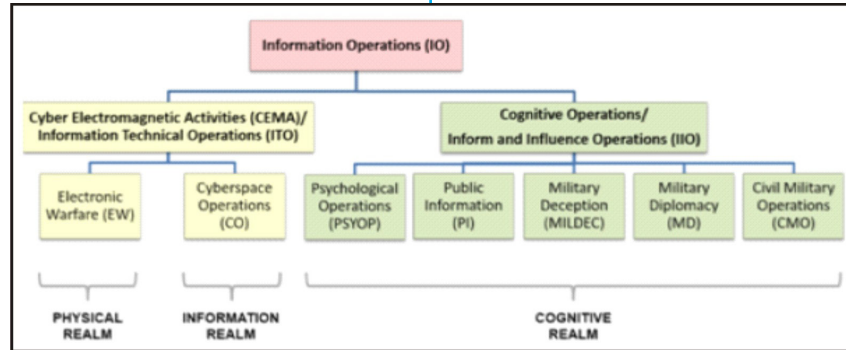 Information Operations (IO)
Cyber Electromagnetic Activities (CEMA)/
Information Technical Operations (ITO)
Cognitive Operations/
Inform and Influence Operations (IIO)
Electronic
Warfare (EW)
Cyberspace
Operations
(CO)
Psychological
Operations
(PSYOP)
Public
Information
(PI)
Military
Deception
(MILDEC)
Military
Diplomacy
(MD)
Civil Military
Operations
(CMO)
PHYSICAL
REALM
INFORMATION
REALM
COGNITIVE
REALM